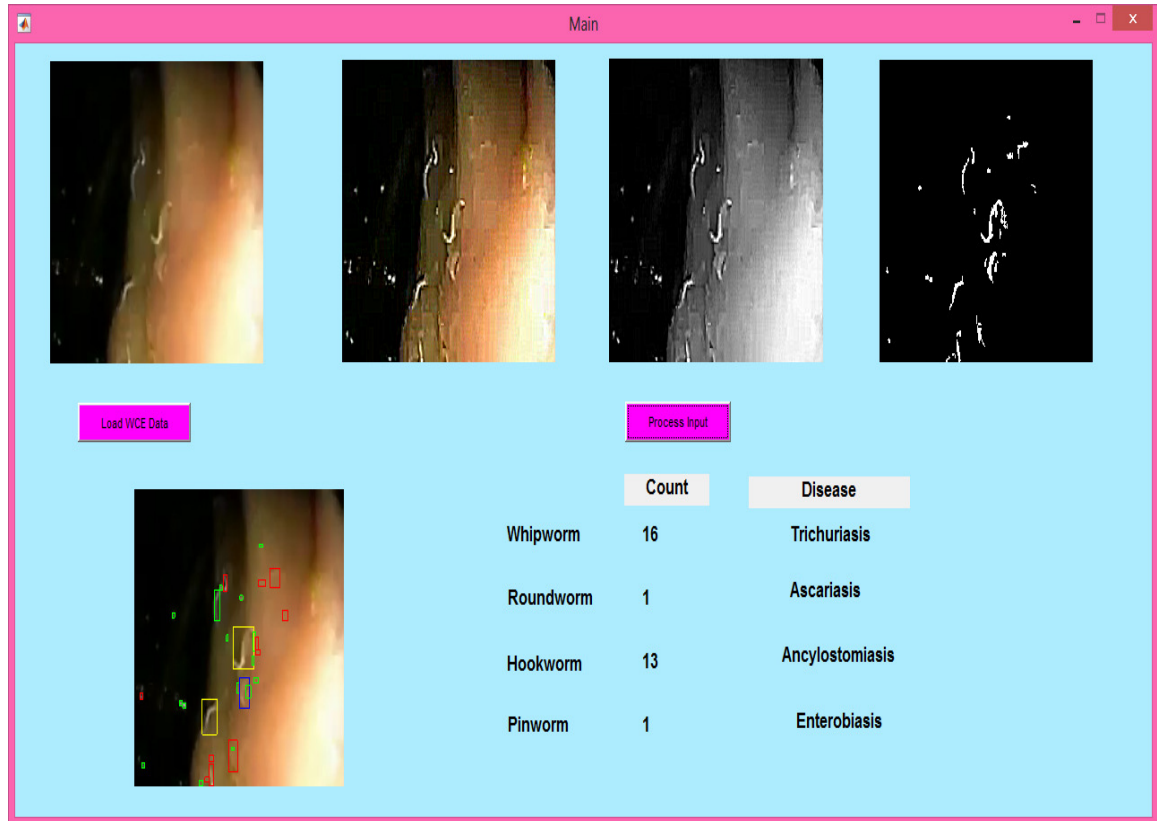 Main
Load WCE Data
Process Input
Count Disease
Whipworm 16 Trichuriasis
Roundworm 1 Ascariasis
Hookworm 13 Ancylostomiasis
Pinworm 1 Enterobiasis